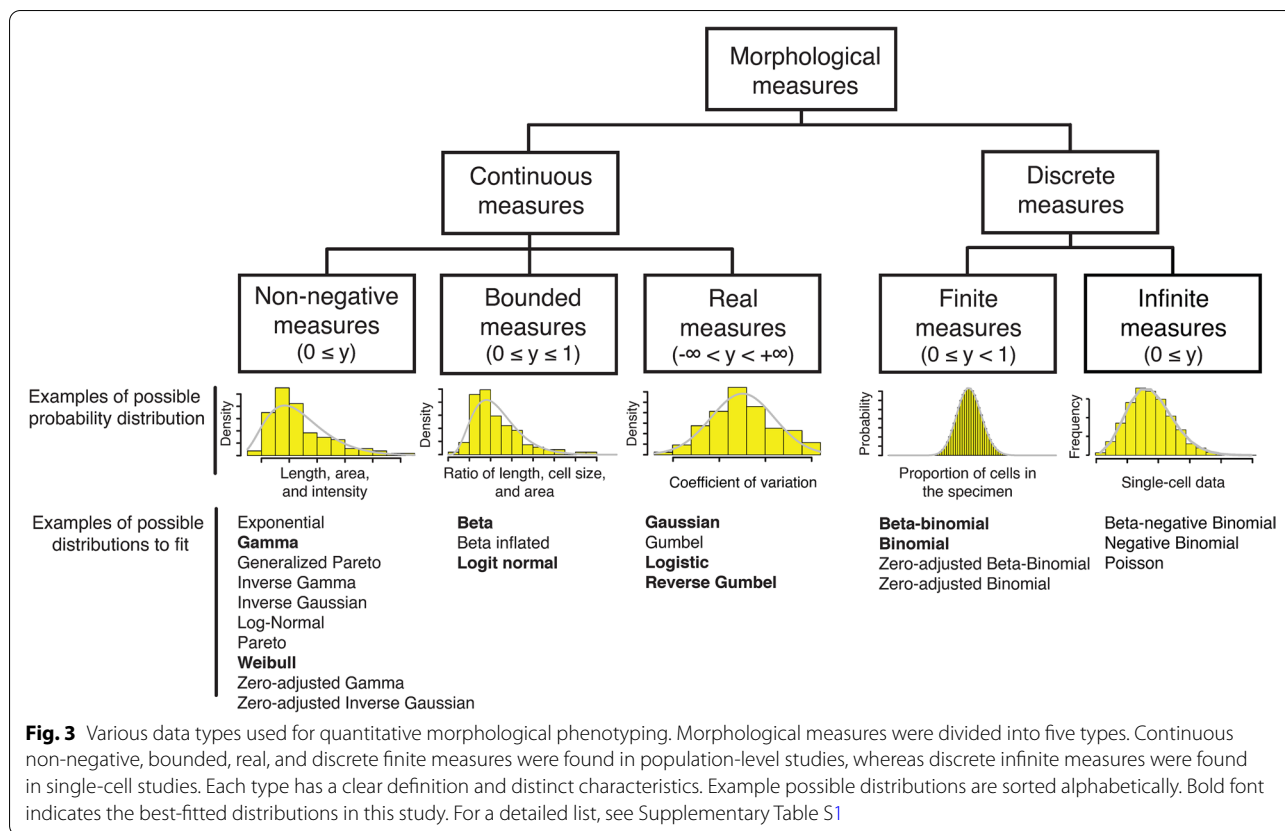 Morphological
measures
Continuous
measures
Discrete
measures
Non-negative
measures
(0 ≤ y)
Bounded
measures
(0 ≤ y ≤ 1)
Real
measures
(-∞ < y < +∞)
Finite
measures
(0 ≤ y < 1)
Infinite
measures
(0 ≤ y)
Examples of possible
probability distribution
Density
Length, area,
and intensity
Density
Ratio of length, cell size,
and area
Density
Coefficient of variation
Probability
Proportion of cells in
the specimen
Frequency
Single-cell data
Examples of possible
distributions to fit
Exponential
Gamma
Generalized Pareto
Inverse Gamma
Inverse Gaussian
Log-Normal
Pareto
Weibull
Zero-adjusted Gamma
Zero-adjusted Inverse Gaussian
Beta
Beta inflated
Logit normal
Gaussian
Gumbel
Logistic
Reverse Gumbel
Beta-binomial
Binomial
Zero-adjusted Beta-Binomial
Zero-adjusted Binomial
Beta-negative Binomial
Negative Binomial
Poisson
Fig. 3 Various data types used for quantitative morphological phenotyping. Morphological measures were divided into five types. Continuous
non-negative, bounded, real, and discrete finite measures were found in population-level studies, whereas discrete infinite measures were found
in single-cell studies. Each type has a clear definition and distinct characteristics. Example possible distributions are sorted alphabetically. Bold font
indicates the best-fitted distributions in this study. For a detailed list, see Supplementary Table S1